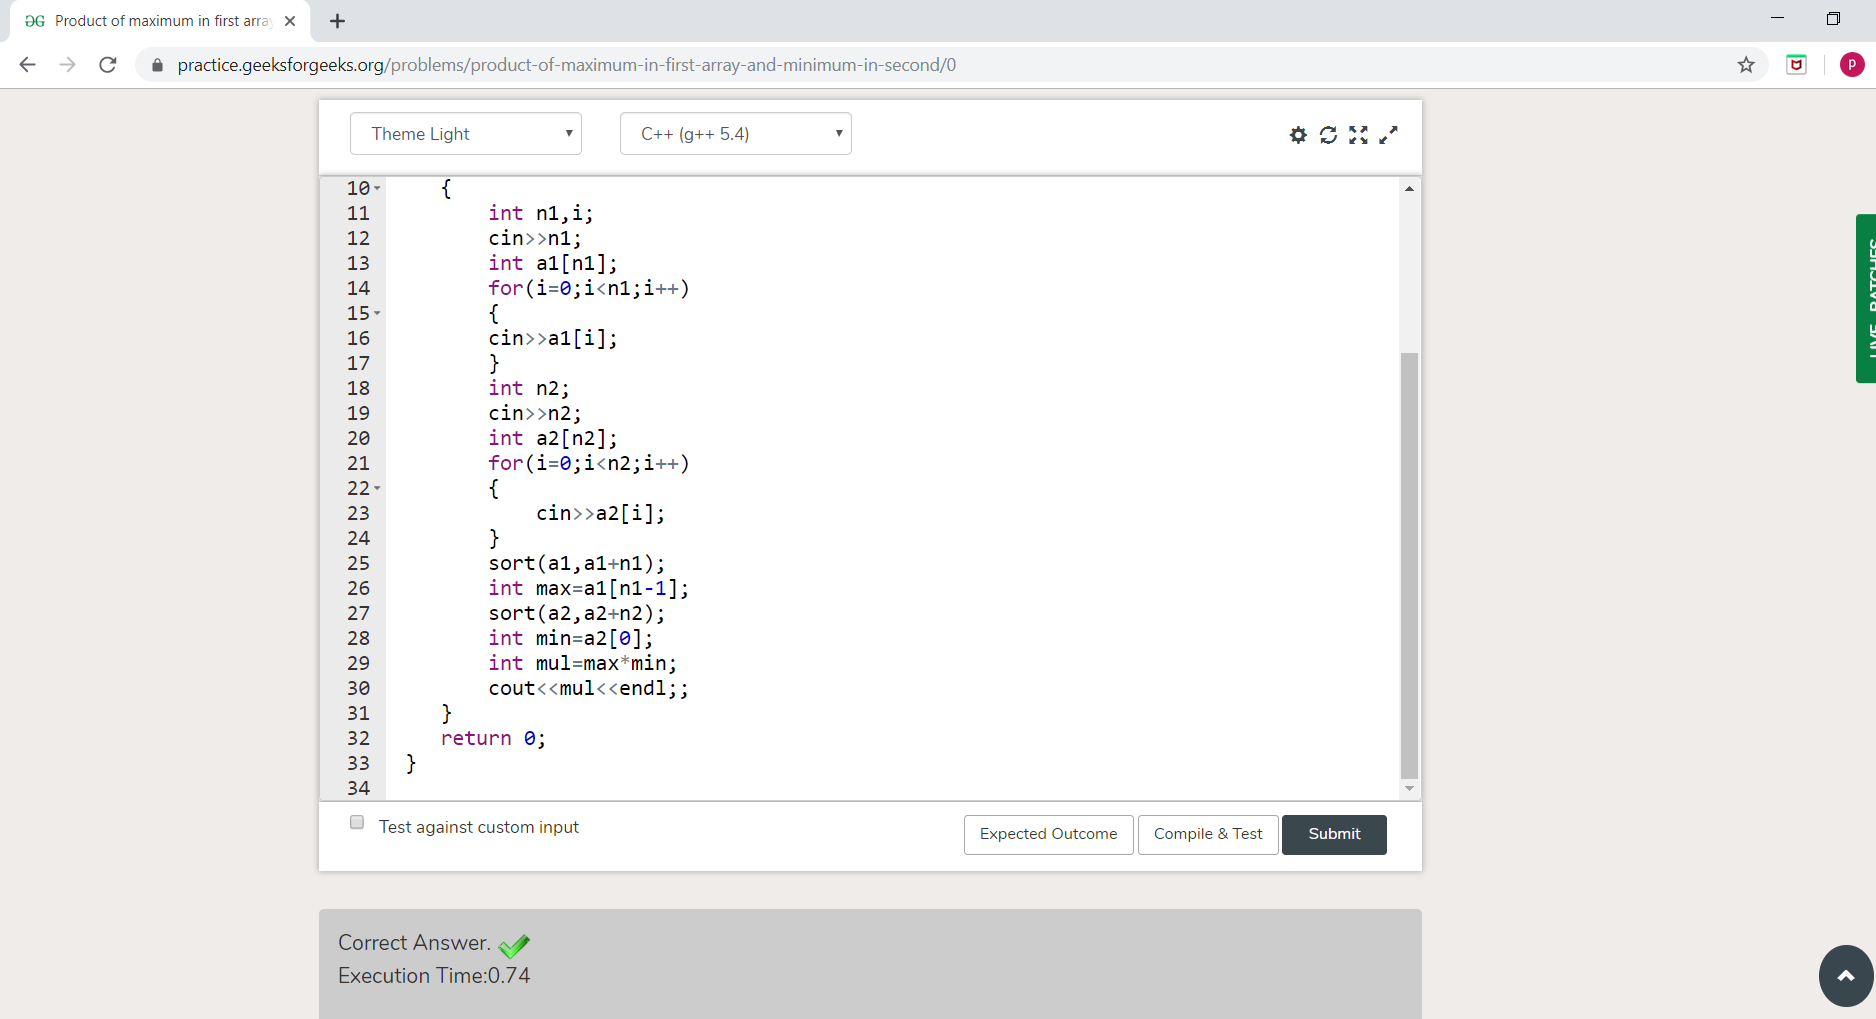 Product of maximum in first array
practice.geeksforgeeks.org/problems/product-of-maximum-in-first-array-and-minimum-in-second/0
P
Theme Light
C++ (g++ 5.4)
10 {
11 int n1,i;
12 cin>>n1;
13 int a1[n1];
14 for(i=0;i<n1;i++)
15 {
16 cin>>a1[i];
17 }
18 int n2;
19 cin>>n2;
20 int a2[n2];
21 for(i=0;i<n2;i++)
22 {
23 cin>>a2[i];
24 }
25 sort(a1,a1+n1);
26 int max=a1[n1-1];
27 sort(a2,a2+n2);
28 int min=a2[0];
29 int mul=max*min;
30 cout<<mul<<endl;;
31 }
32 return 0;
33 }
34
LIVE BATCHES
Test against custom input
Expected Outcome
Compile & Test
Submit
Correct Answer.
Execution Time:0.74